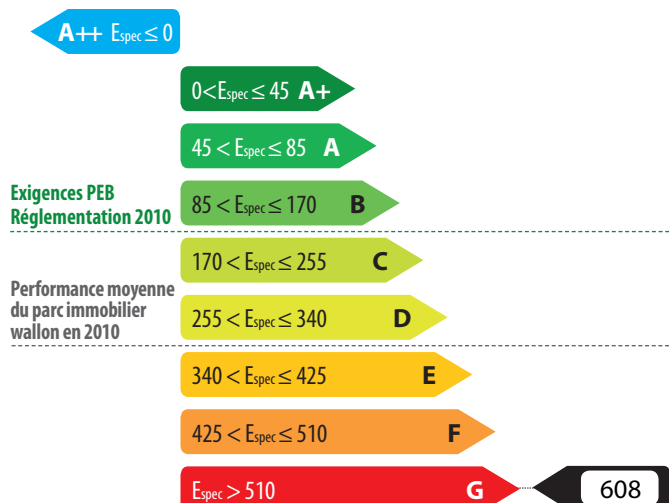 A++ Espec ≤ 0
0<Espec ≤ 45 A+
45 < Espec ≤ 85 A
Exigences PEB
Réglementation 2010
85 < Espec ≤ 170 B
170 < Espec ≤ 255 C
Performance moyenne
du parc immobilier
wallon en 2010
255 < Espec ≤ 340 D
340 < Espec ≤ 425 E
425 < Espec ≤ 510 F
Espec > 510 G 608